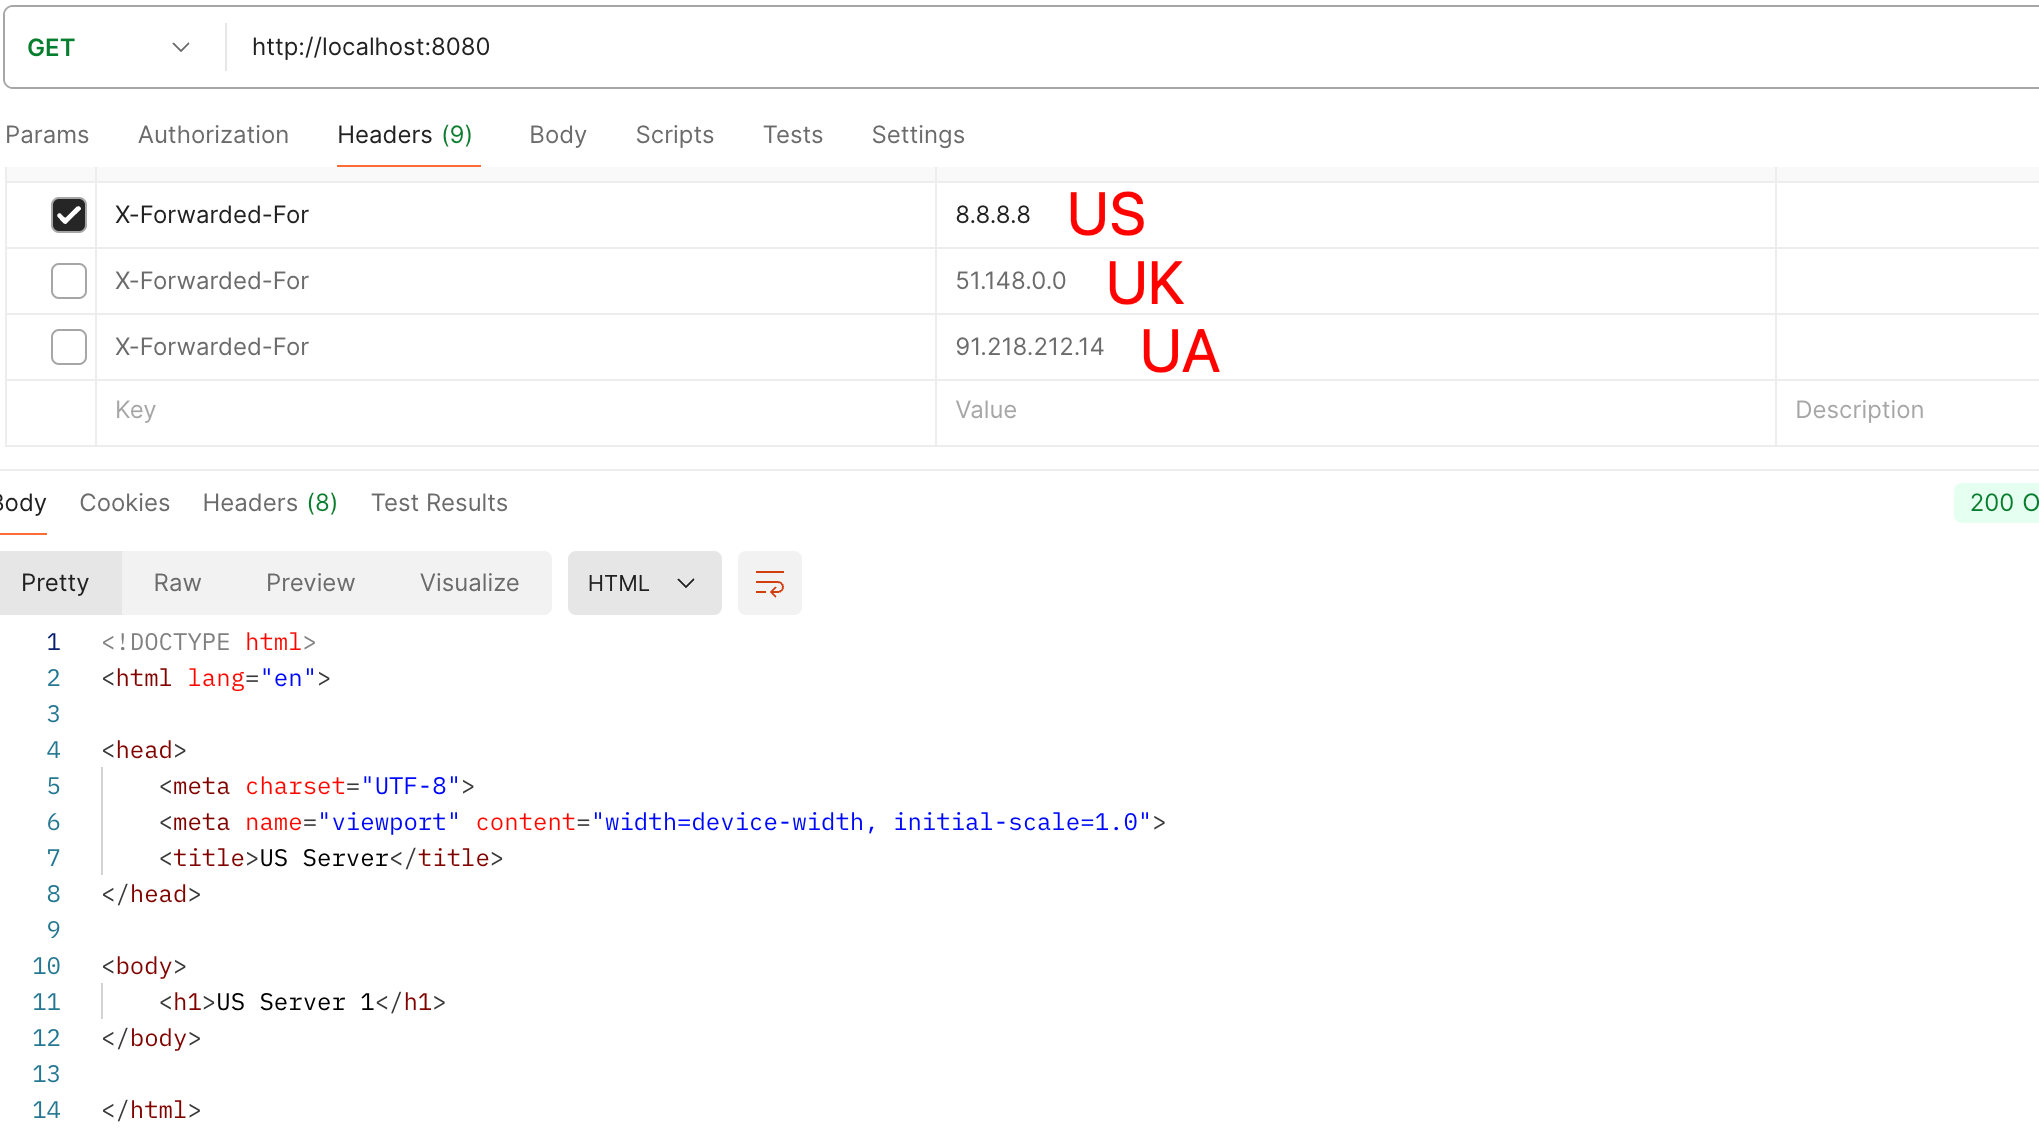 GET http://localhost:8080
Params Authorization Headers (9) Body Scripts Tests Settings
X-Forwarded-For 8.8.8.8 US
X-Forwarded-For 51.148.0.0 UK
X-Forwarded-For 91.218.212.14 UA
Key Value Description
Body Cookies Headers (8) Test Results 200 O
Pretty Raw Preview Visualize HTML
1 <!DOCTYPE html>
2 <html lang="en">
3
4 <head>
5 <meta charset="UTF-8">
6 <meta name="viewport" content="width=device-width, initial-scale=1.0">
7 <title>US Server</title>
8 </head>
9
10 <body>
11 <h1>US Server 1</h1>
12 </body>
13
14 </html>